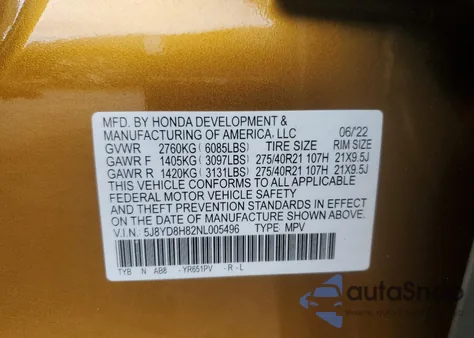 MFD. BY HONDA DEVELOPMENT &
MANUFACTURING OF AMERICA, LLC 06/22
GVWR 2760KG (6085LBS) TIRE SIZE RIM SIZE
GAWR F 1405KG (3097LBS) 275/40R21 107H 21X9.5J
GAWR R 1420KG (3131LBS) 275/40R21 107H 21X9.5J
THIS VEHICLE CONFORMS TO ALL APPLICABLE
FEDERAL MOTOR VEHICLE SAFETY
AND THEFT PREVENTION STANDARDS IN EFFECT
ON THE DATE OF MANUFACTURE SHOWN ABOVE.
V.I.N. 5J8YD8H82NL005496 TYPE MPV
TYB N AB8 -YR651PV -R-L
autaSnap